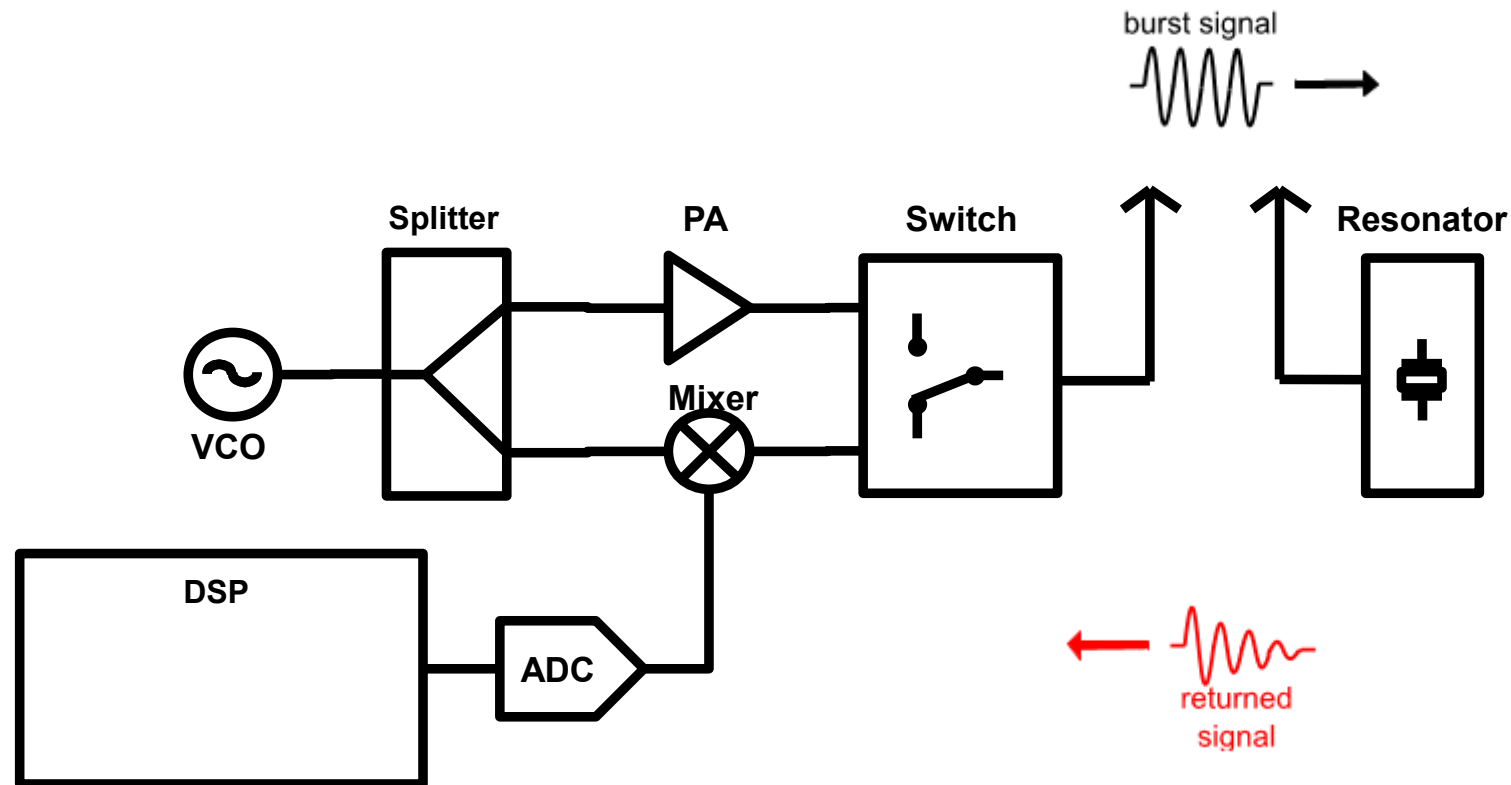 burst signal
Splitter
PA
Switch
Resonator
Mixer
VCO
DSP
ADC
returned
signal